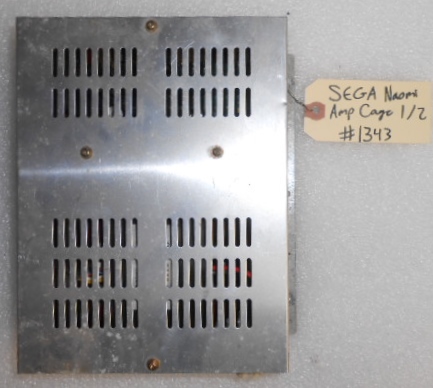 SEGA Naomi
Amp Cage 1/2
#1343